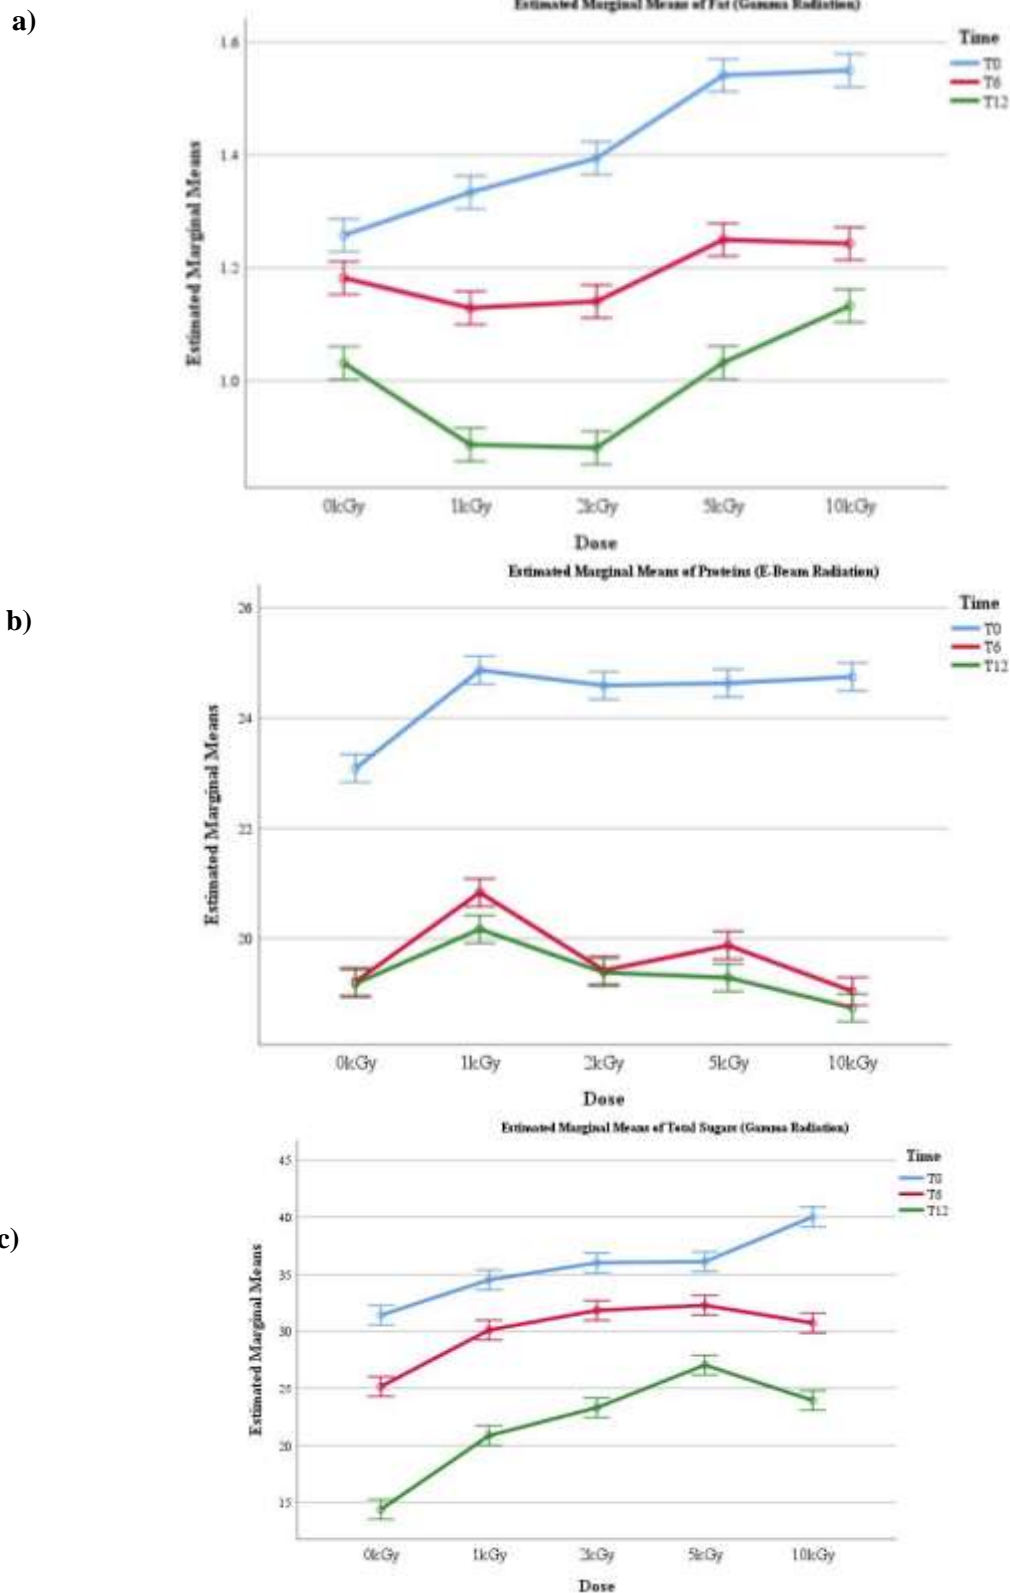 a)
Estimated Marginal Means of Fat (Gamma Radiation)
Time
T0
T6
T12
Estimated Marginal Means
1.6
1.4
1.2
1.0
0kGy 1kGy 2kGy 5kGy 10kGy
Dose
b)
Estimated Marginal Means of Proteins (E-Beam Radiation)
Time
T0
T6
T12
Estimated Marginal Means
26
24
22
20
0kGy 1kGy 2kGy 5kGy 10kGy
Dose
c)
Estimated Marginal Means of Total Sugars (Gamma Radiation)
Time
T0
T6
T12
Estimated Marginal Means
45
40
35
30
25
20
15
0kGy 1kGy 2kGy 5kGy 10kGy
Dose